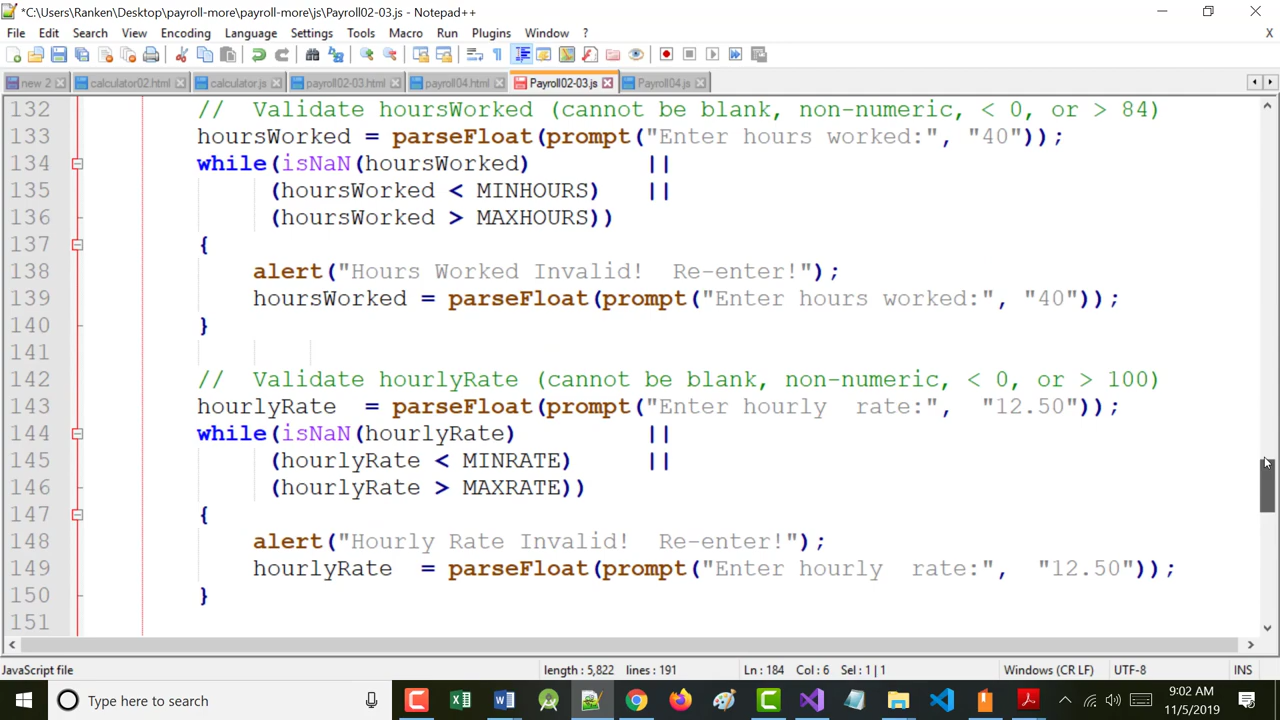 *C:\Users\Ranken\Desktop\payroll-more\payroll-more\js\Payroll02-03.js - Notepad++
File Edit Search View Encoding Language Settings Tools Macro Run Plugins Window ? X
new 2 calculator02.html calculator.js payroll02-03.html payroll04.html Payroll02-03.js Payroll04.js
132 // Validate hoursWorked (cannot be blank, non-numeric, < 0, or > 84)
133 hoursWorked = parseFloat(prompt("Enter hours worked:", "40"));
134 while(isNaN(hoursWorked) ||
135 (hoursWorked < MINHOURS) ||
136 (hoursWorked > MAXHOURS))
137 {
138 alert("Hours Worked Invalid! Re-enter!");
139 hoursWorked = parseFloat(prompt("Enter hours worked:", "40"));
140 }
141
142 // Validate hourlyRate (cannot be blank, non-numeric, < 0, or > 100)
143 hourlyRate = parseFloat(prompt("Enter hourly rate:", "12.50"));
144 while(isNaN(hourlyRate) ||
145 (hourlyRate < MINRATE) ||
146 (hourlyRate > MAXRATE))
147 {
148 alert("Hourly Rate Invalid! Re-enter!");
149 hourlyRate = parseFloat(prompt("Enter hourly rate:", "12.50"));
150 }
151
JavaScript file length : 5,822 lines : 191 Ln : 184 Col : 6 Sel : 1 | 1 Windows (CR LF) UTF-8 INS
Type here to search
9:02 AM
11/5/2019